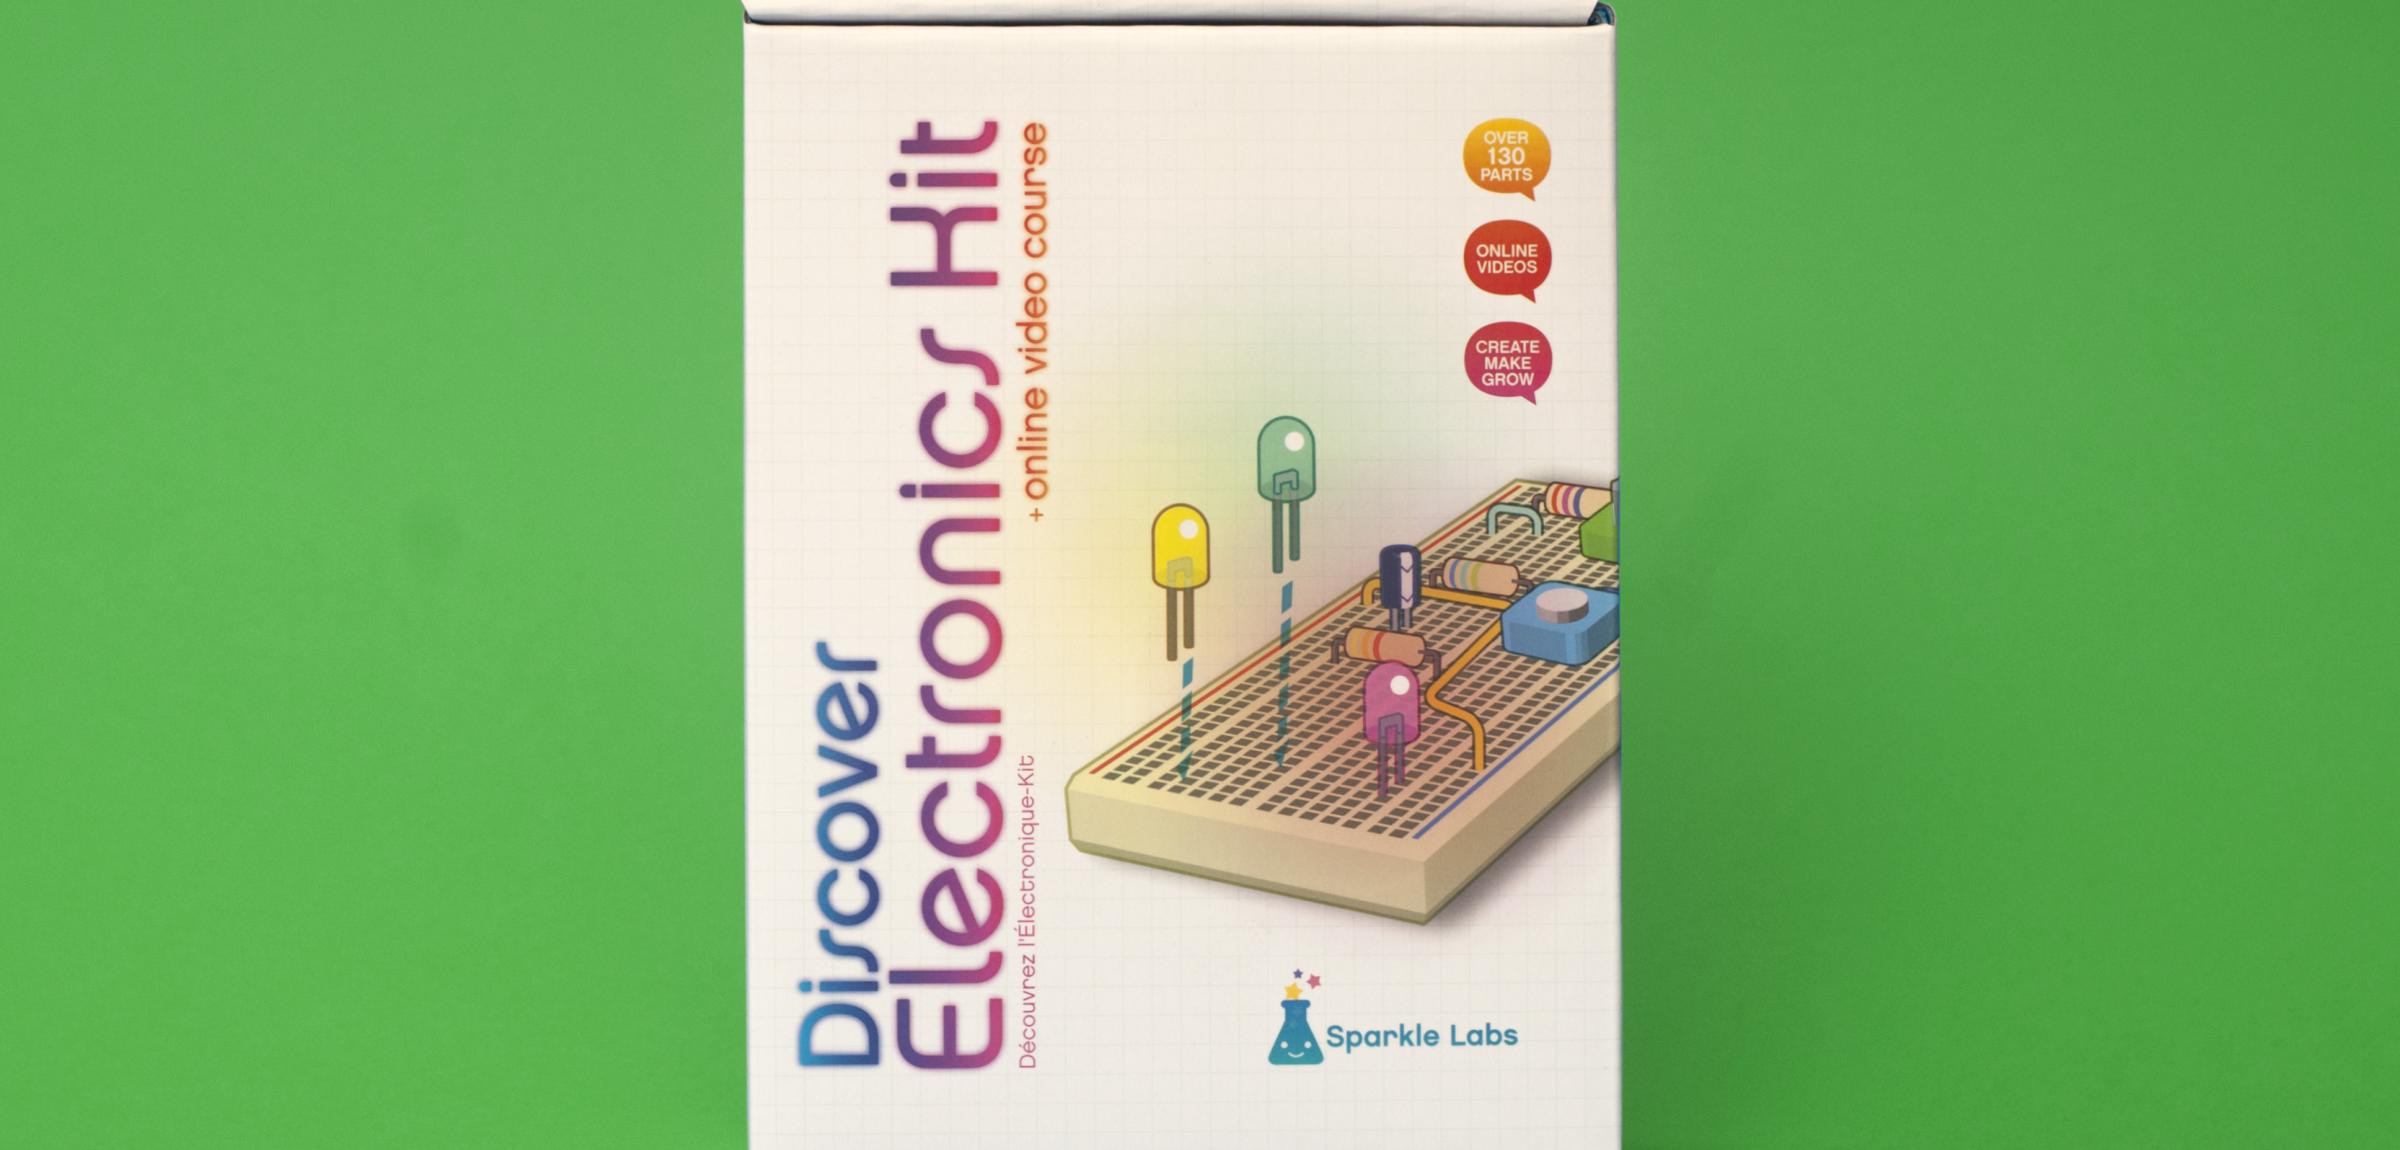 Discover
Electronics Kit
+ online video course
Découvrez l'Électronique-Kit
OVER
130
PARTS
ONLINE
VIDEOS
CREATE
MAKE
GROW
Sparkle Labs